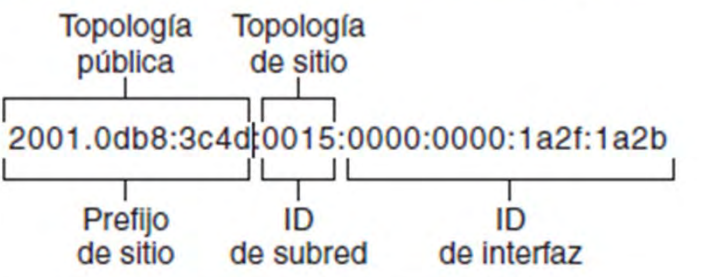 Topología Topología
pública de sitio
2001.0db8:3c4d:0015:0000:0000:1a2f:1a2b
Prefijo ID ID
de sitio de subred de interfaz